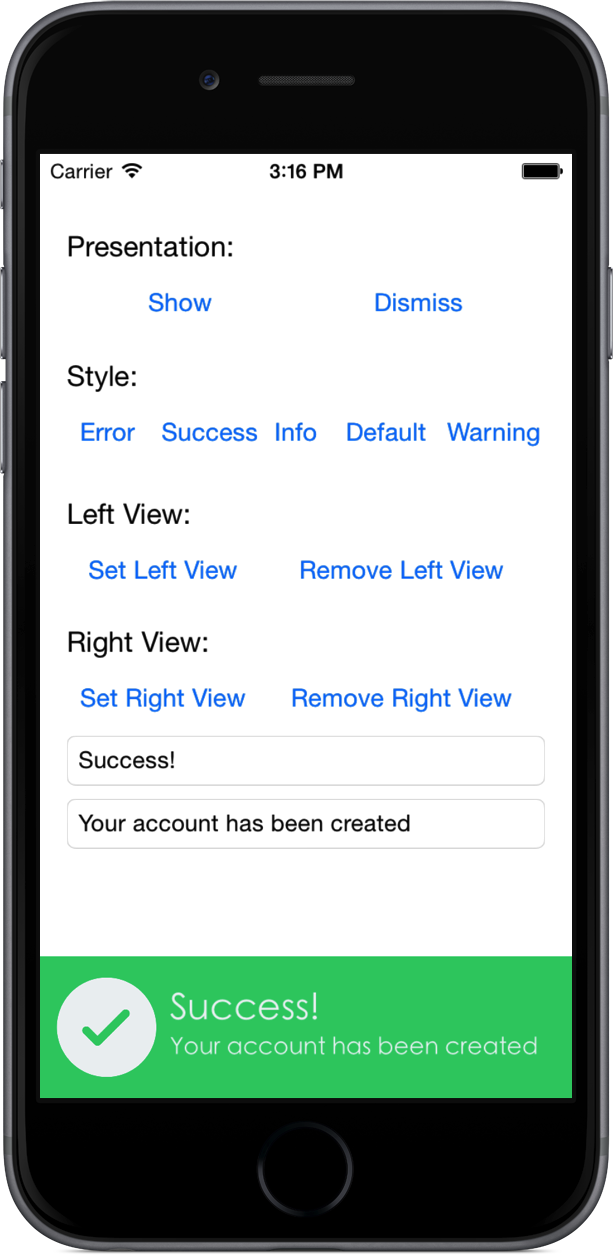 Carrier 3:16 PM
Presentation:
Show Dismiss
Style:
Error Success Info Default Warning
Left View:
Set Left View Remove Left View
Right View:
Set Right View Remove Right View
Success!
Your account has been created
Success!
Your account has been created